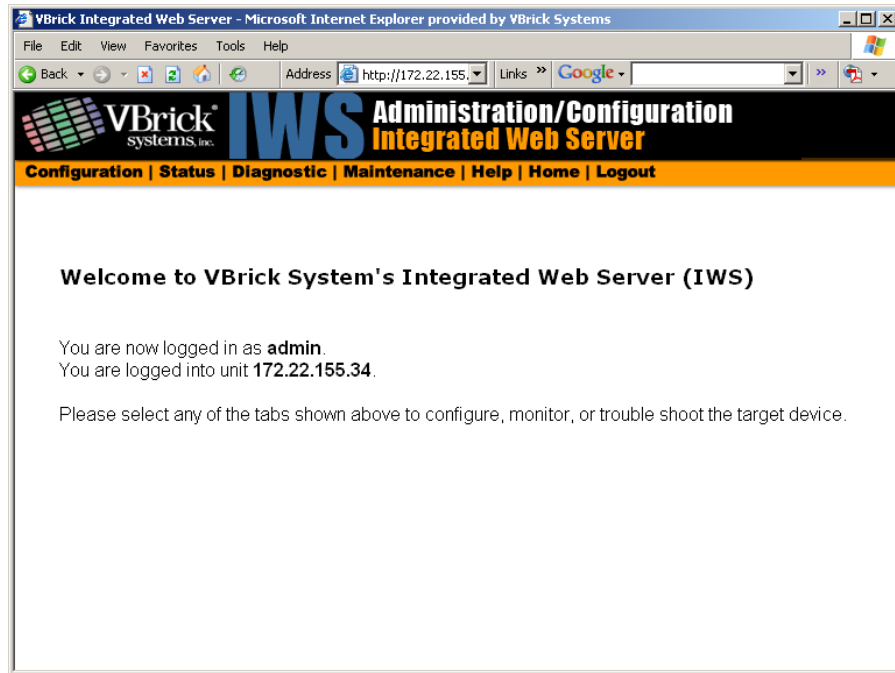 VBrick Integrated Web Server - Microsoft Internet Explorer provided by VBrick Systems
File Edit View Favorites Tools Help
Back Address http://172.22.155. Links » Google »
VBrick systems, inc. IWS Administration/Configuration
Integrated Web Server
Configuration | Status | Diagnostic | Maintenance | Help | Home | Logout
Welcome to VBrick System's Integrated Web Server (IWS)
You are now logged in as admin.
You are logged into unit 172.22.155.34.
Please select any of the tabs shown above to configure, monitor, or trouble shoot the target device.